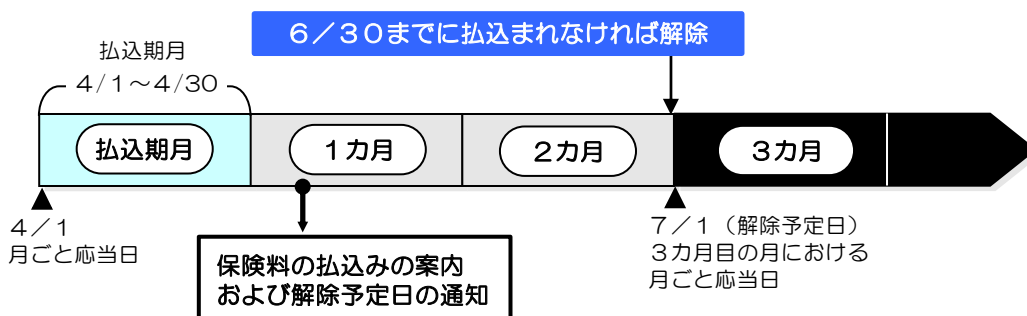 ６／３０までに払込まれなければ解除
払込期月
４/１～４/３０
払込期月
１カ月
２カ月
３カ月
４／１
月ごと応当日
７／１（解除予定日）
３カ月目の月における
月ごと応当日
保険料の払込みの案内
および解除予定日の通知